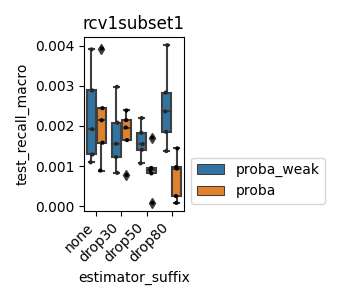 rcv1subset1
test_recall_macro
0.004
0.003
0.002
0.001
0.000
none
drop30
drop50
drop80
estimator_suffix
proba_weak
proba